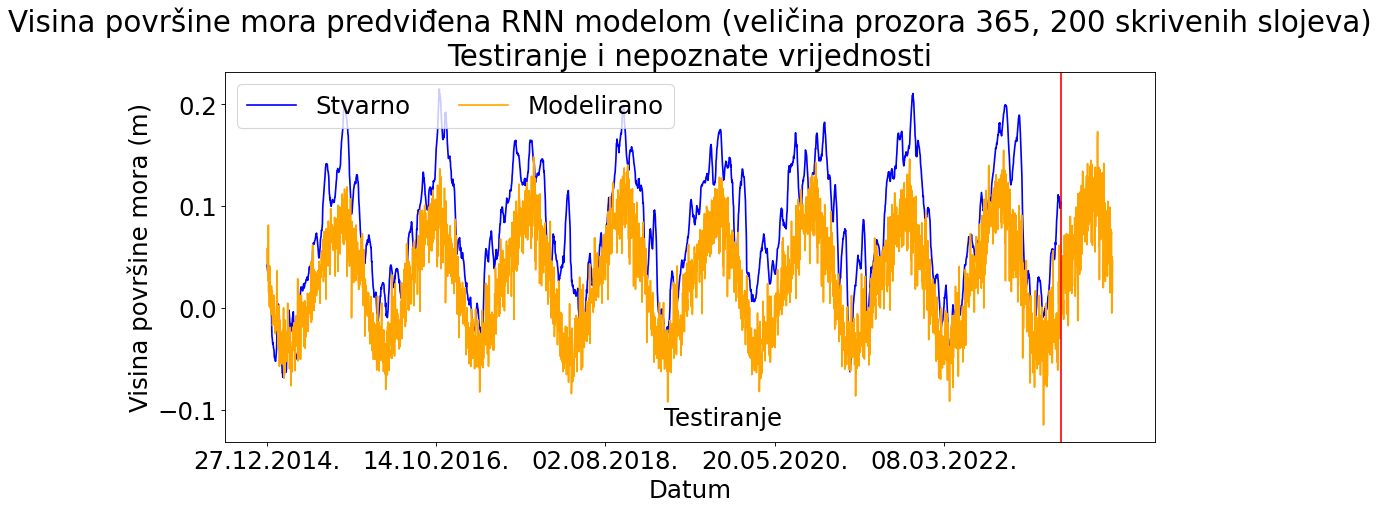 Visina površine mora predviđena RNN modelom (veličina prozora 365, 200 skrivenih slojeva)
Testiranje i nepoznate vrijednosti
Stvarno Modelirano
Visina površine mora (m)
0.2
0.1
0.0
−0.1
Testiranje
27.12.2014. 14.10.2016. 02.08.2018. 20.05.2020. 08.03.2022.
Datum